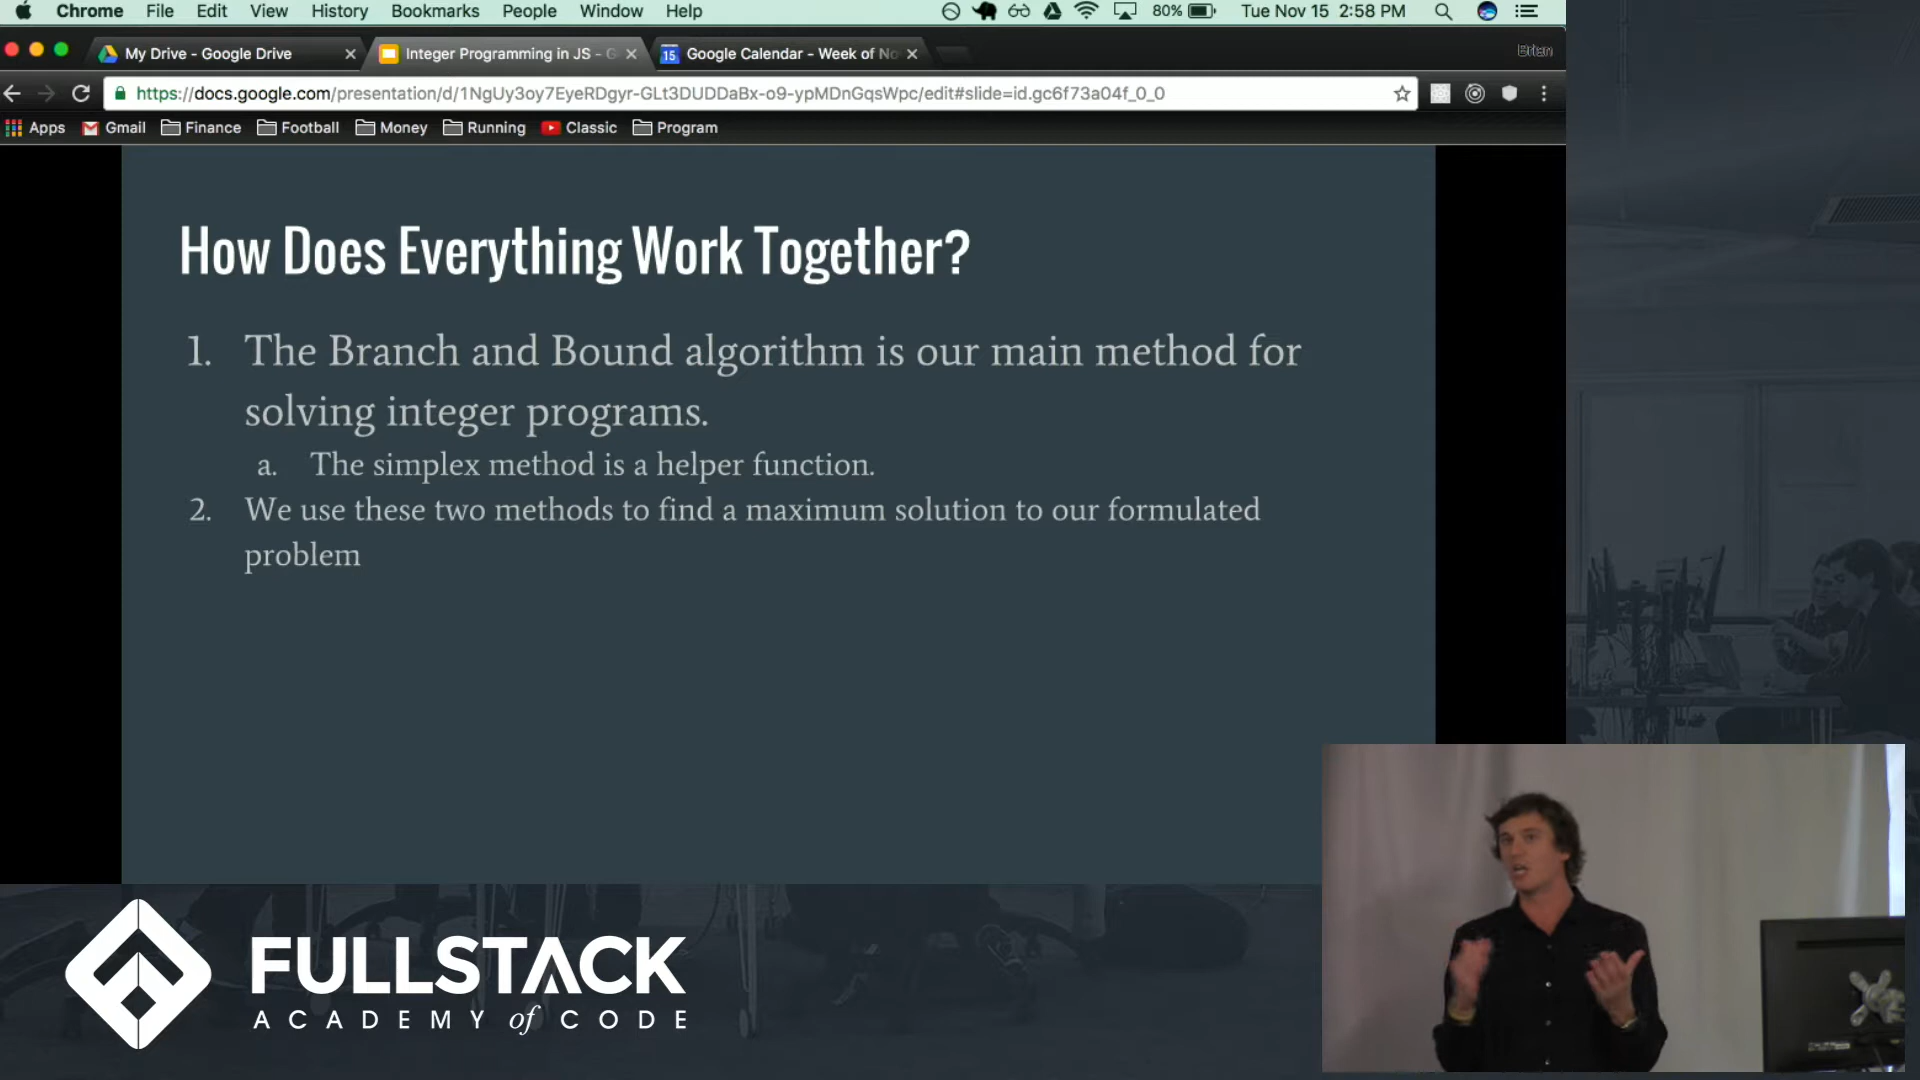 Chrome File Edit View History Bookmarks People Window Help 80% Tue Nov 15 2:58 PM
My Drive - Google Drive Integer Programming in JS - G 15 Google Calendar - Week of No Brian
https://docs.google.com/presentation/d/1NgUy3oy7EyeRDgyr-GLt3DUDDaBx-o9-ypMDnGqsWpc/edit#slide=id.gc6f73a04f_0_0
Apps Gmail Finance Football Money Running Classic Program
How Does Everything Work Together?
1. The Branch and Bound algorithm is our main method for
solving integer programs.
a. The simplex method is a helper function.
2. We use these two methods to find a maximum solution to our formulated
problem
FULLSTACK
ACADEMY of CODE